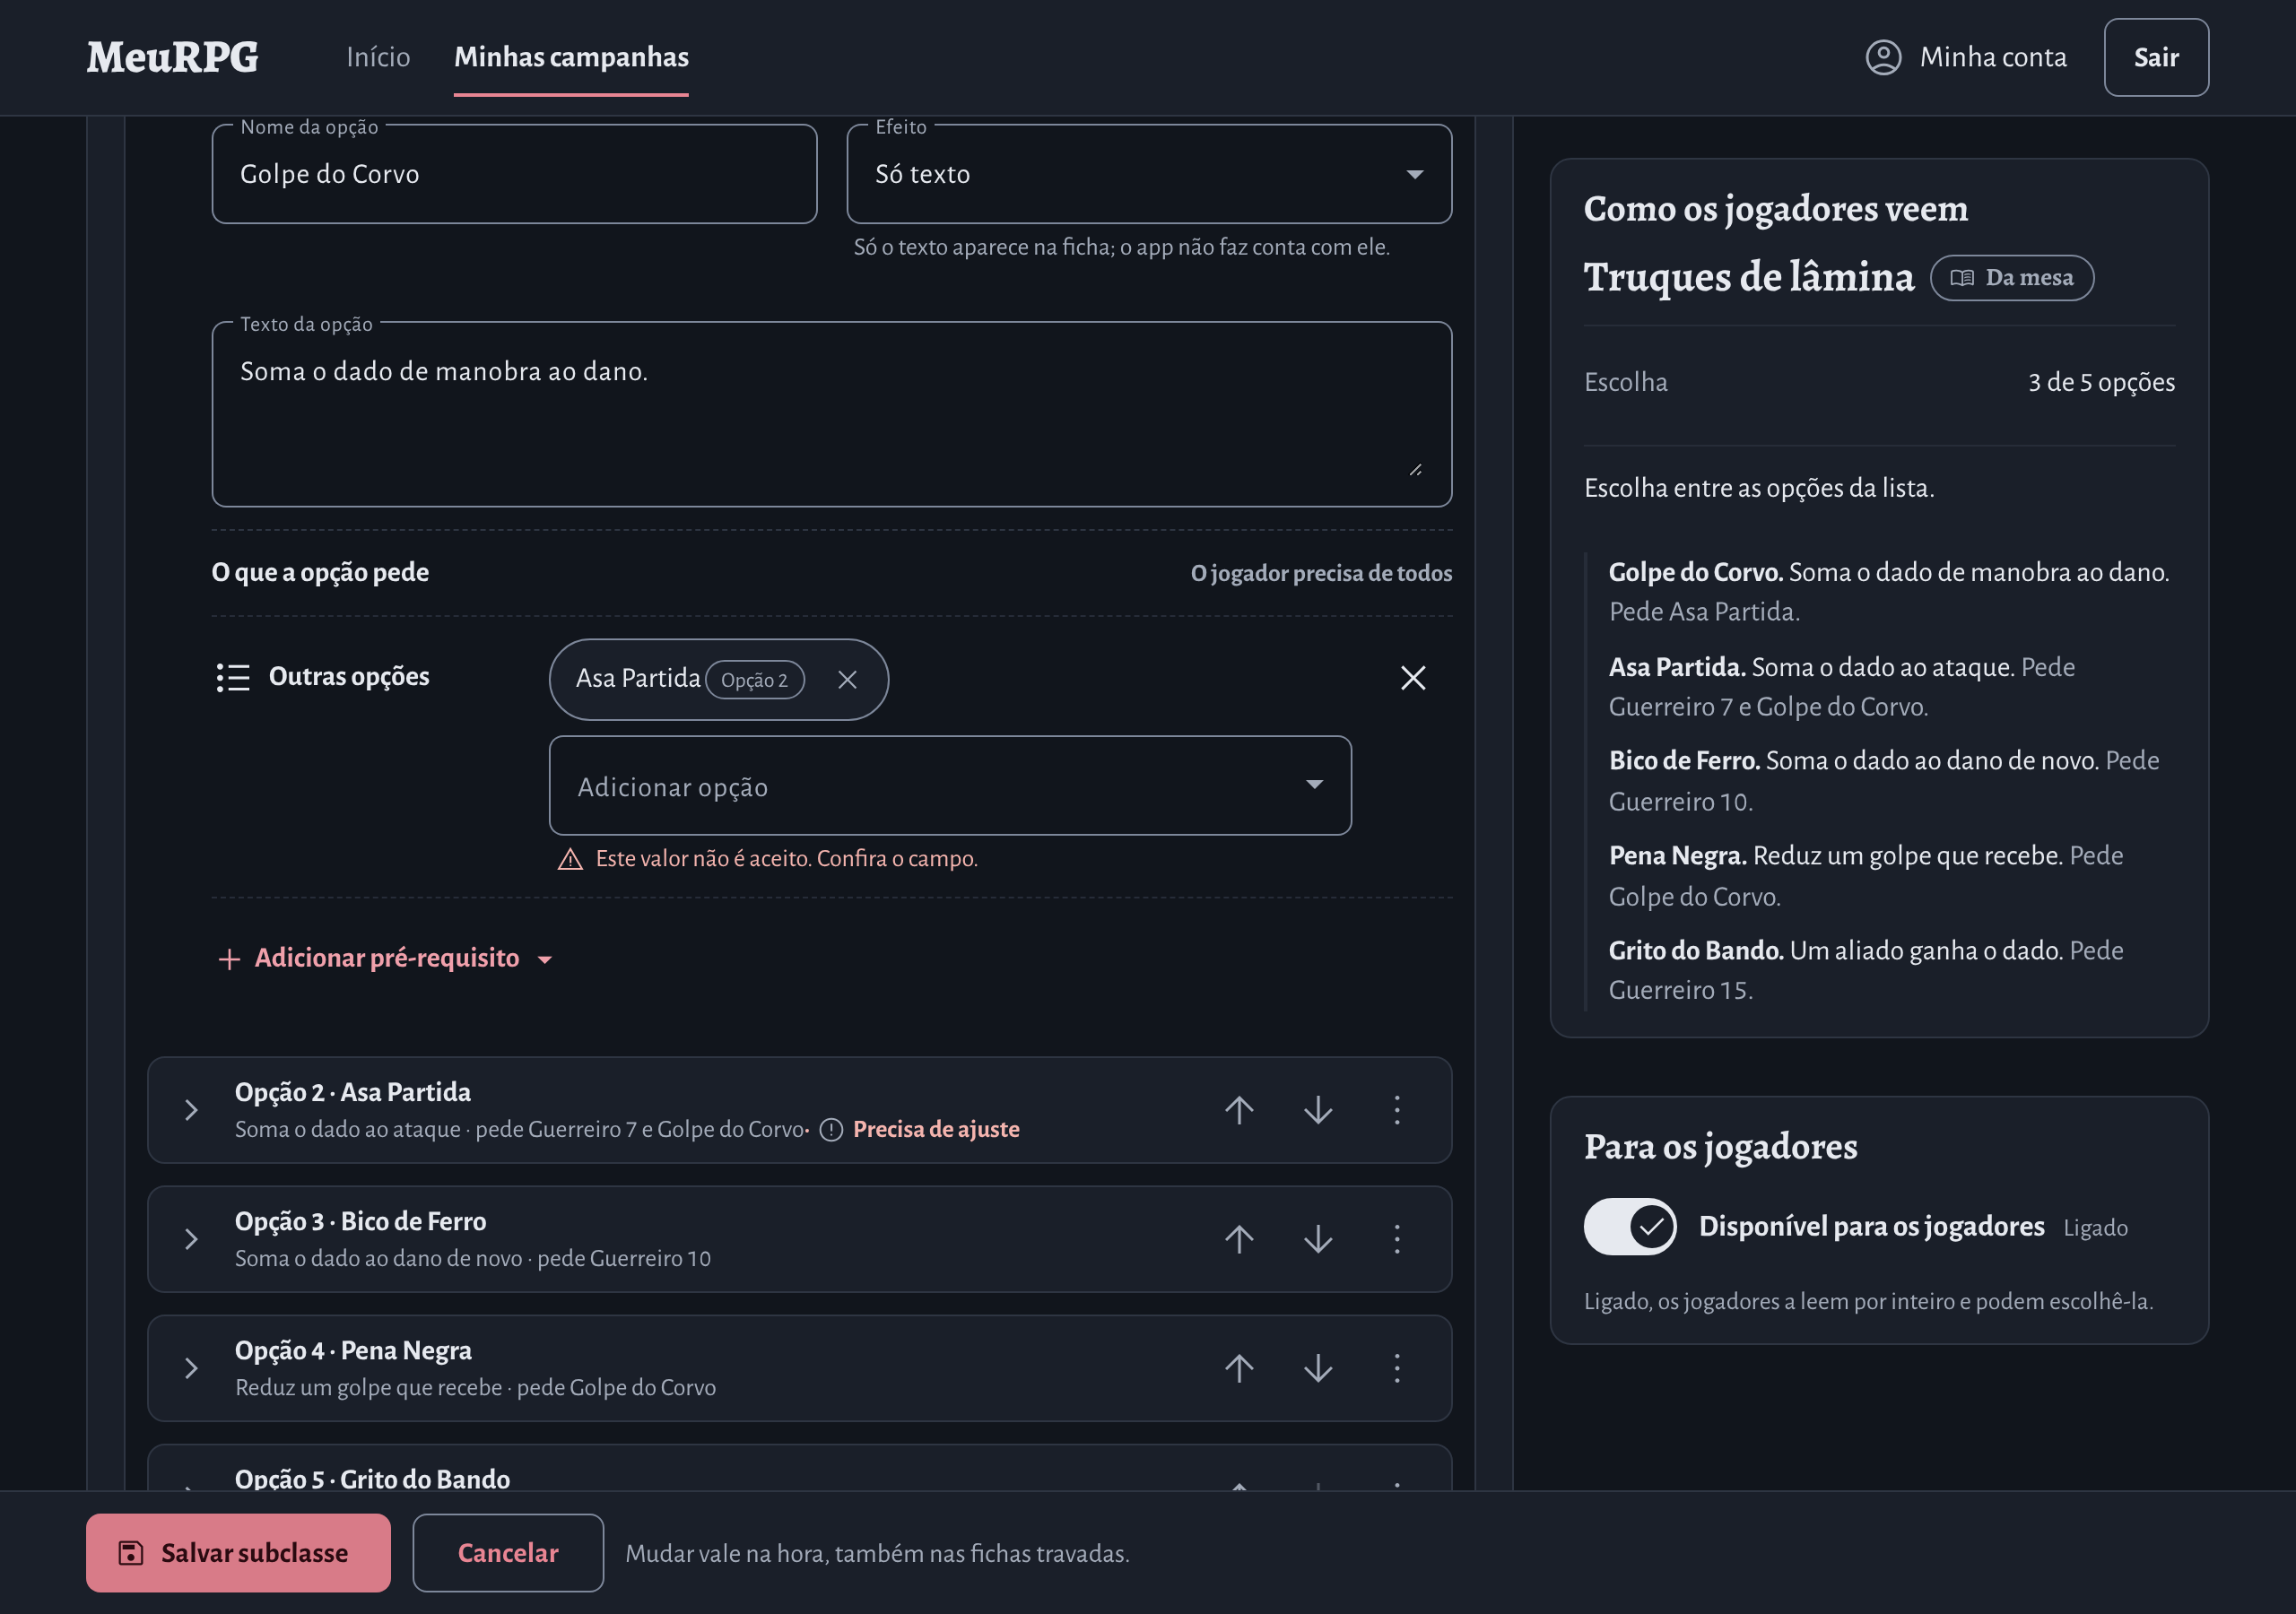 MeuRPG
Início
Minhas campanhas
Minha conta
Sair
Nome da opção
Golpe do Corvo
Efeito
Só texto
Só o texto aparece na ficha; o app não faz conta com ele.
Texto da opção
Soma o dado de manobra ao dano.
O que a opção pede
O jogador precisa de todos
Outras opções
Asa Partida
Opção 2
Adicionar opção
Este valor não é aceito. Confira o campo.
Adicionar pré-requisito
Opção 2 · Asa Partida
Soma o dado ao ataque · pede Guerreiro 7 e Golpe do Corvo· Precisa de ajuste
Opção 3 · Bico de Ferro
Soma o dado ao dano de novo · pede Guerreiro 10
Opção 4 · Pena Negra
Reduz um golpe que recebe · pede Golpe do Corvo
Opção 5 · Grito do Bando
Como os jogadores veem
Truques de lâmina
Da mesa
Escolha
3 de 5 opções
Escolha entre as opções da lista.
Golpe do Corvo. Soma o dado de manobra ao dano.
Pede Asa Partida.
Asa Partida. Soma o dado ao ataque. Pede
Guerreiro 7 e Golpe do Corvo.
Bico de Ferro. Soma o dado ao dano de novo. Pede
Guerreiro 10.
Pena Negra. Reduz um golpe que recebe. Pede
Golpe do Corvo.
Grito do Bando. Um aliado ganha o dado. Pede
Guerreiro 15.
Para os jogadores
Disponível para os jogadores
Ligado
Ligado, os jogadores a leem por inteiro e podem escolhê-la.
Salvar subclasse
Cancelar
Mudar vale na hora, também nas fichas travadas.